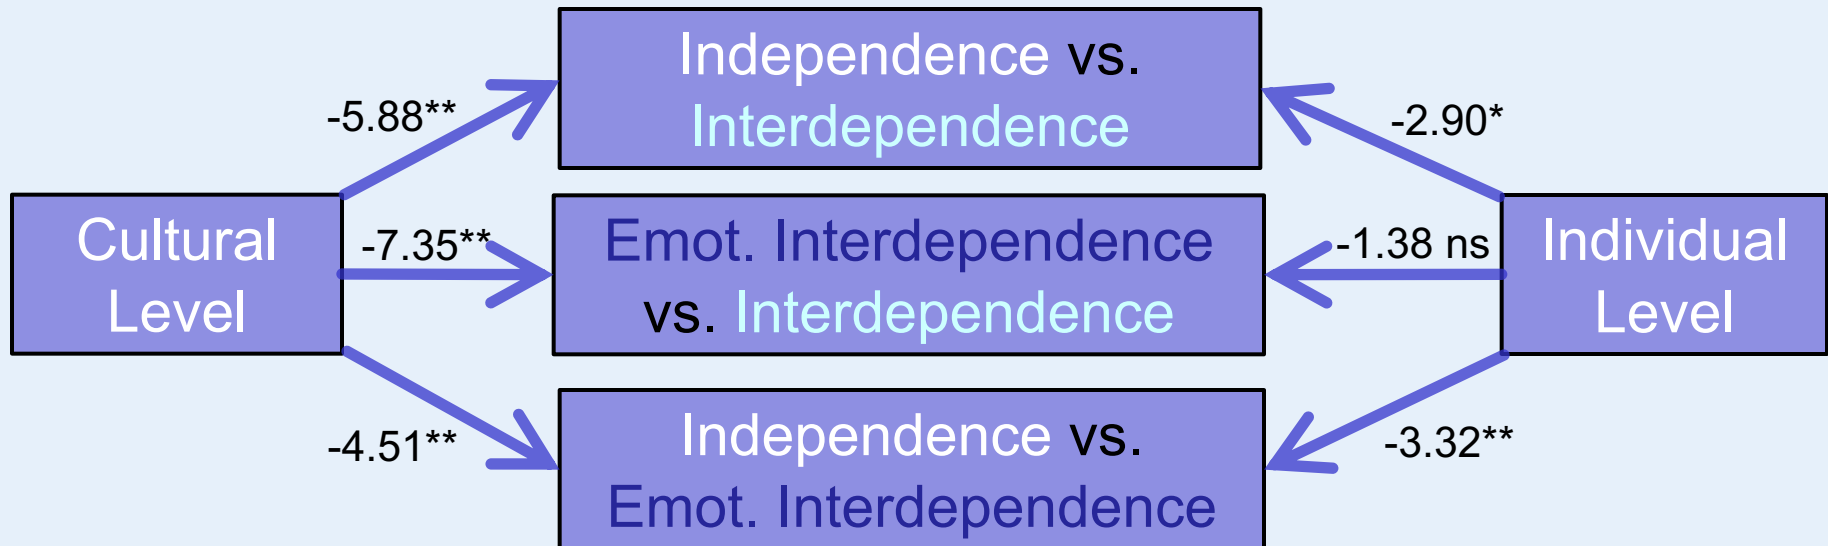 Independence vs.
Interdependence
-5.88**
-2.90*
Cultural
Level
-7.35**
Emot. Interdependence
vs. Interdependence
-1.38 ns
Individual
Level
-4.51**
Independence vs.
Emot. Interdependence
-3.32**